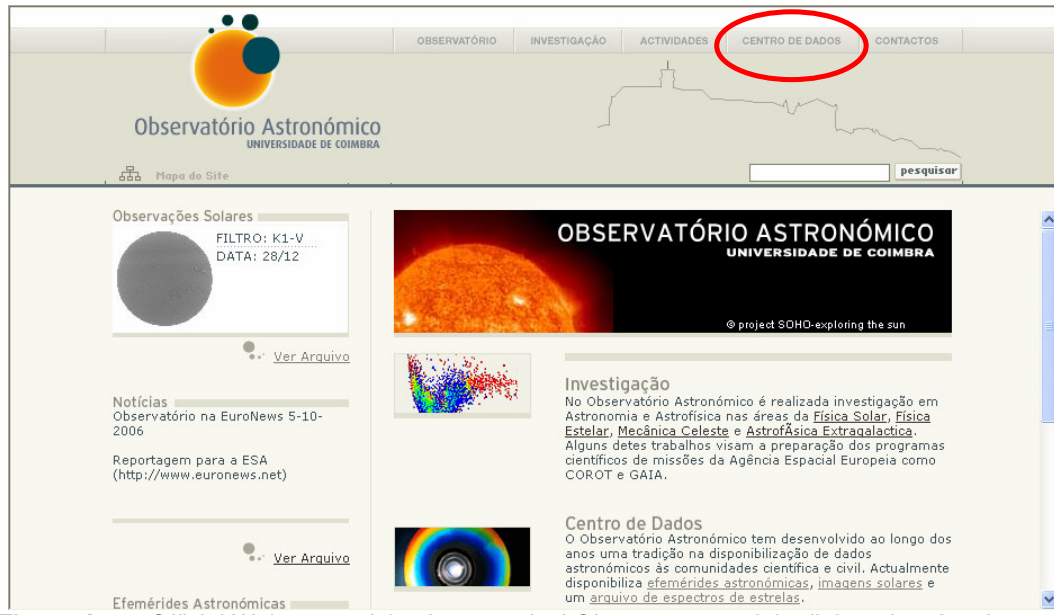 OBSERVATÓRIO INVESTIGAÇÃO ACTIVIDADES CENTRO DE DADOS CONTACTOS
Observatório Astronómico
UNIVERSIDADE DE COIMBRA
Mapa do Site
pesquisar
Observações Solares
FILTRO: K1-V
DATA: 28/12
Ver Arquivo
Notícias
Observatório na EuroNews 5-10-
2006
Reportagem para a ESA
(http://www.euronews.net)
Ver Arquivo
Efemérides Astronómicas
OBSERVATÓRIO ASTRONÓMICO
UNIVERSIDADE DE COIMBRA
© project SOHO-exploring the sun
Investigação
No Observatório Astronómico é realizada investigação em
Astronomia e Astrofísica nas áreas da Física Solar, Física
Estelar, Mecânica Celeste e AstrofÃsica Extragalactica.
Alguns detes trabalhos visam a preparação dos programas
científicos de missões da Agência Espacial Europeia como
COROT e GAIA.
Centro de Dados
O Observatório Astronómico tem desenvolvido ao longo dos
anos uma tradição na disponibilização de dados
astronómicos às comunidades científica e civil. Actualmente
disponibiliza efemérides astronómicas, imagens solares e
um arquivo de espectros de estrelas.